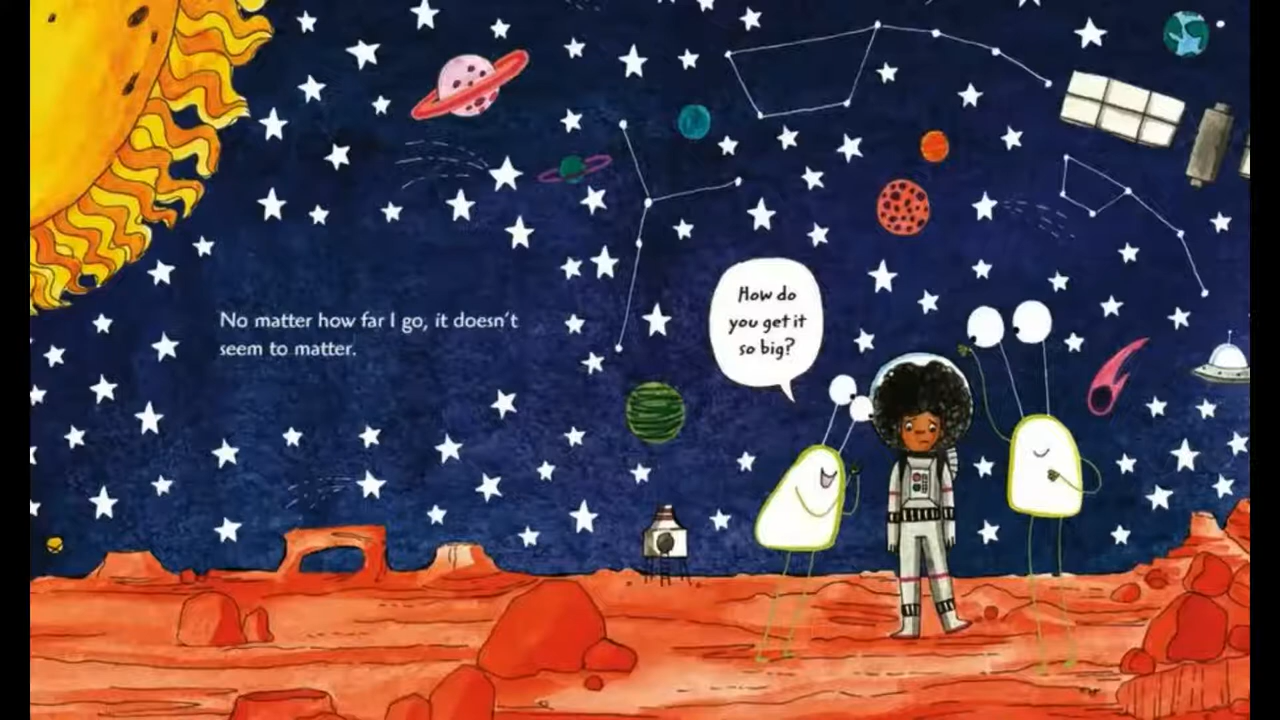 No matter how far I go, it doesn't
seem to matter.
How do
you get it
so big?